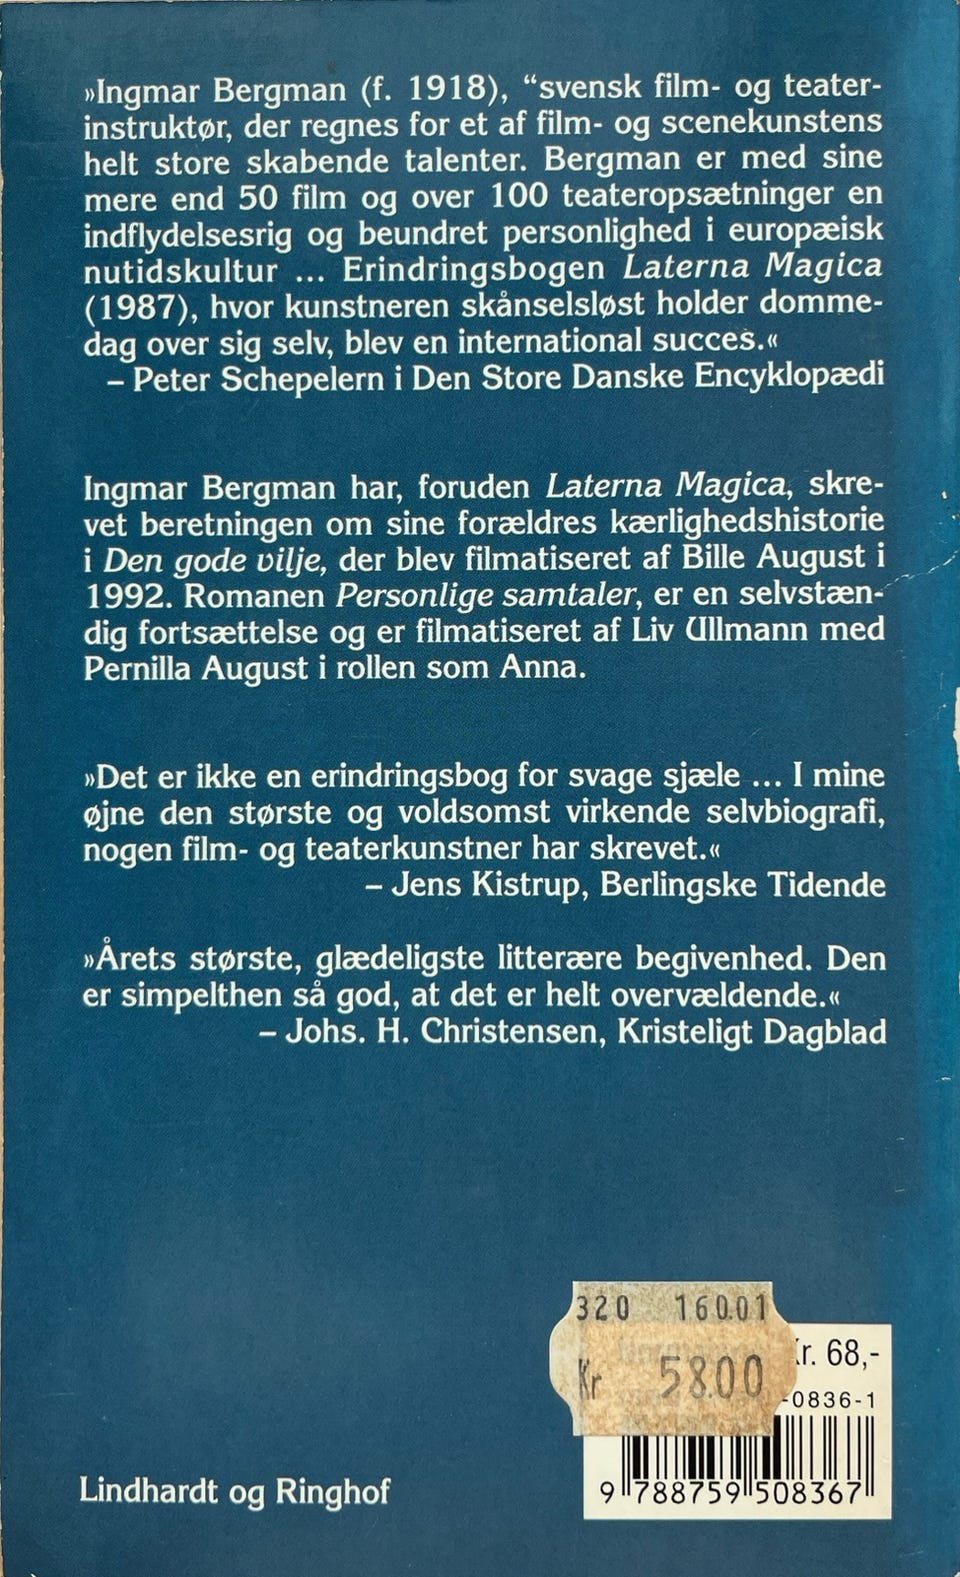 »Ingmar Bergman (f. 1918), “svensk film- og teater-
instruktør, der regnes for et af film- og scenekunstens
helt store skabende talenter. Bergman er med sine
mere end 50 film og over 100 teateropsætninger en
indflydelsesrig og beundret personlighed i europæisk
nutidskultur ... Erindringsbogen Laterna Magica
(1987), hvor kunstneren skånselsløst holder domme-
dag over sig selv, blev en international succes.«
– Peter Schepelern i Den Store Danske Encyklopædi
Ingmar Bergman har, foruden Laterna Magica, skre-
vet beretningen om sine forældres kærlighedshistorie
i Den gode vilje, der blev filmatiseret af Bille August i
1992. Romanen Personlige samtaler, er en selvstæn-
dig fortsættelse og er filmatiseret af Liv Ullmann med
Pernilla August i rollen som Anna.
»Det er ikke en erindringsbog for svage sjæle ... I mine
øjne den største og voldsomst virkende selvbiografi,
nogen film- og teaterkunstner har skrevet.«
– Jens Kistrup, Berlingske Tidende
»Årets største, glædeligste litterære begivenhed. Den
er simpelthen så god, at det er helt overvældende.«
– Johs. H. Christensen, Kristeligt Dagblad
320 160.01
Kr 58.00
r. 68,-
-0836-1
9 788759 508367
Lindhardt og Ringhof